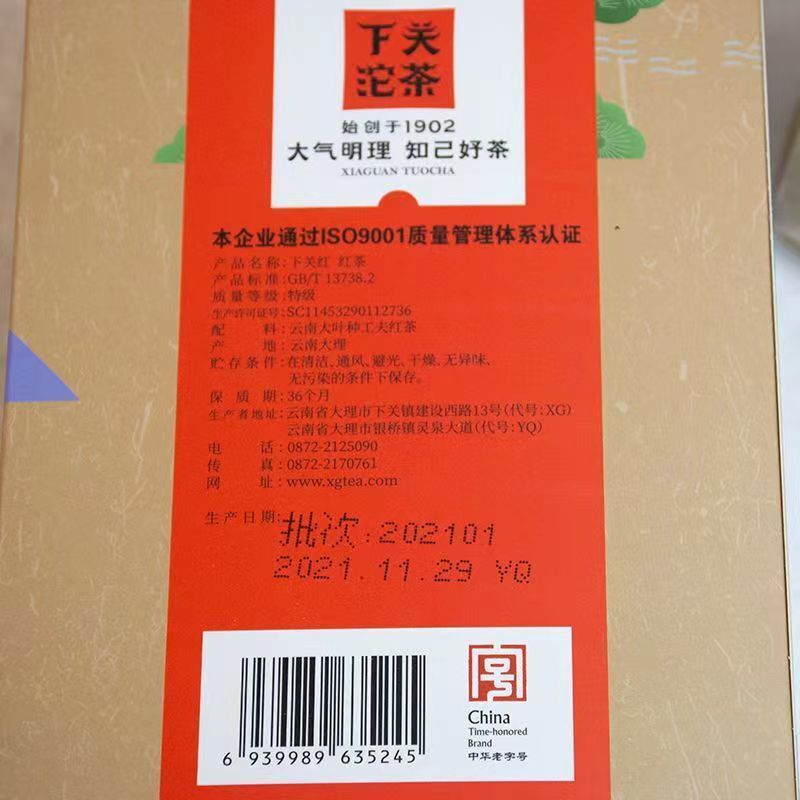 下关
沱茶
始创于1902
大气明理 知己好茶
XIAGUAN TUOCHA
本企业通过ISO9001质量管理体系认证
产品名称:下关红 红茶
产品标准:GB/T 13738.2
质量等级:特级
生产许可证号:SC11453290112736
配 料:云南大叶种工夫红茶
产 地:云南大理
贮存条件:在清洁、通风、避光、干燥、无异味、
无污染的条件下保存。
保质期:36个月
生产者地址:云南省大理市下关镇建设西路13号(代号:XG)
云南省大理市银桥镇灵泉大道(代号:YQ)
电 话:0872-2125090
传 真:0872-2170761
网 址:www.xgtea.com
生产日期:
批次:202101
2021.11.29 YQ
6 939989 635245
China
Time-honored
Brand
中华老字号